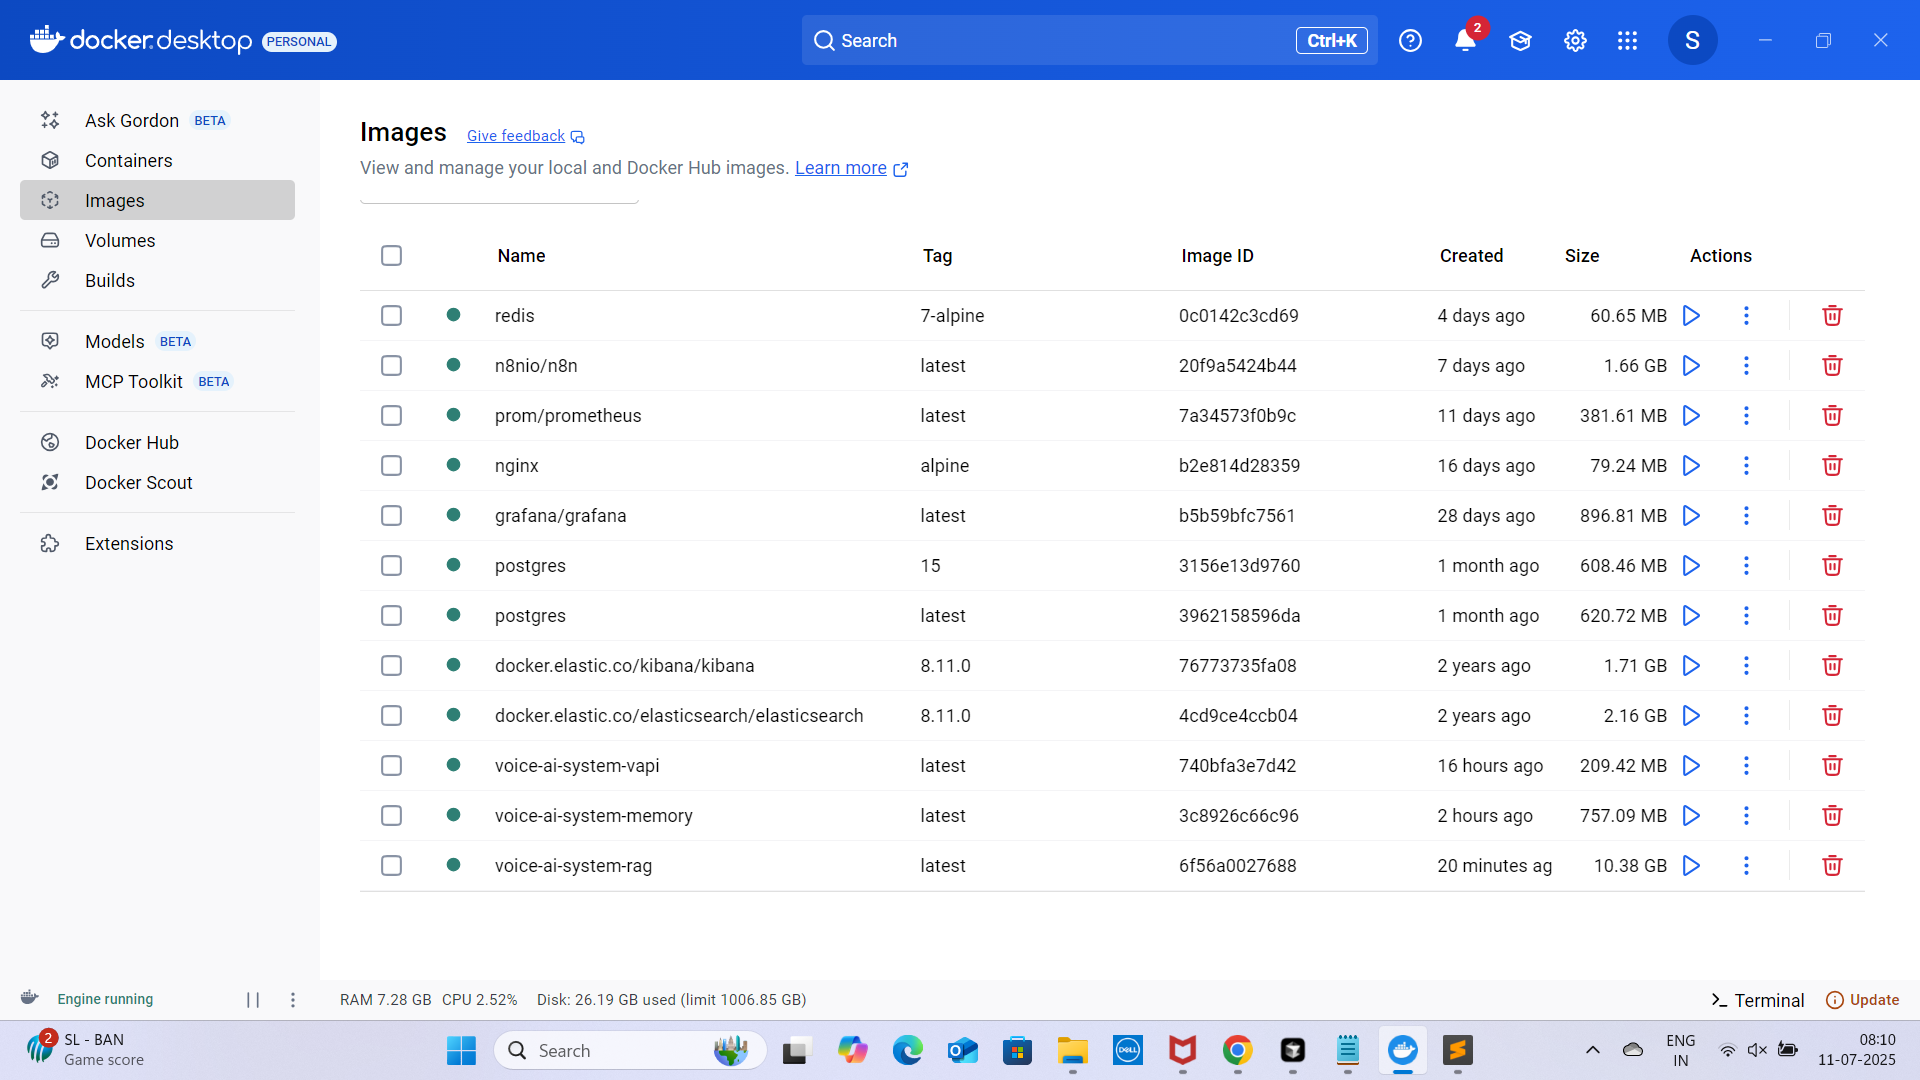 docker.desktop PERSONAL
Search Ctrl+K
2
S
Ask Gordon BETA
Containers
Images
Volumes
Builds
Models BETA
MCP Toolkit BETA
Docker Hub
Docker Scout
Extensions
Images Give feedback
View and manage your local and Docker Hub images. Learn more
Name Tag Image ID Created Size Actions
redis 7-alpine 0c0142c3cd69 4 days ago 60.65 MB
n8nio/n8n latest 20f9a5424b44 7 days ago 1.66 GB
prom/prometheus latest 7a34573f0b9c 11 days ago 381.61 MB
nginx alpine b2e814d28359 16 days ago 79.24 MB
grafana/grafana latest b5b59bfc7561 28 days ago 896.81 MB
postgres 15 3156e13d9760 1 month ago 608.46 MB
postgres latest 3962158596da 1 month ago 620.72 MB
docker.elastic.co/kibana/kibana 8.11.0 76773735fa08 2 years ago 1.71 GB
docker.elastic.co/elasticsearch/elasticsearch 8.11.0 4cd9ce4ccb04 2 years ago 2.16 GB
voice-ai-system-vapi latest 740bfa3e7d42 16 hours ago 209.42 MB
voice-ai-system-memory latest 3c8926c66c96 2 hours ago 757.09 MB
voice-ai-system-rag latest 6f56a0027688 20 minutes ag 10.38 GB
Engine running
RAM 7.28 GB CPU 2.52% Disk: 26.19 GB used (limit 1006.85 GB)
Terminal Update
2
SL - BAN
Game score
Search
DELL
ENG
IN
08:10
11-07-2025